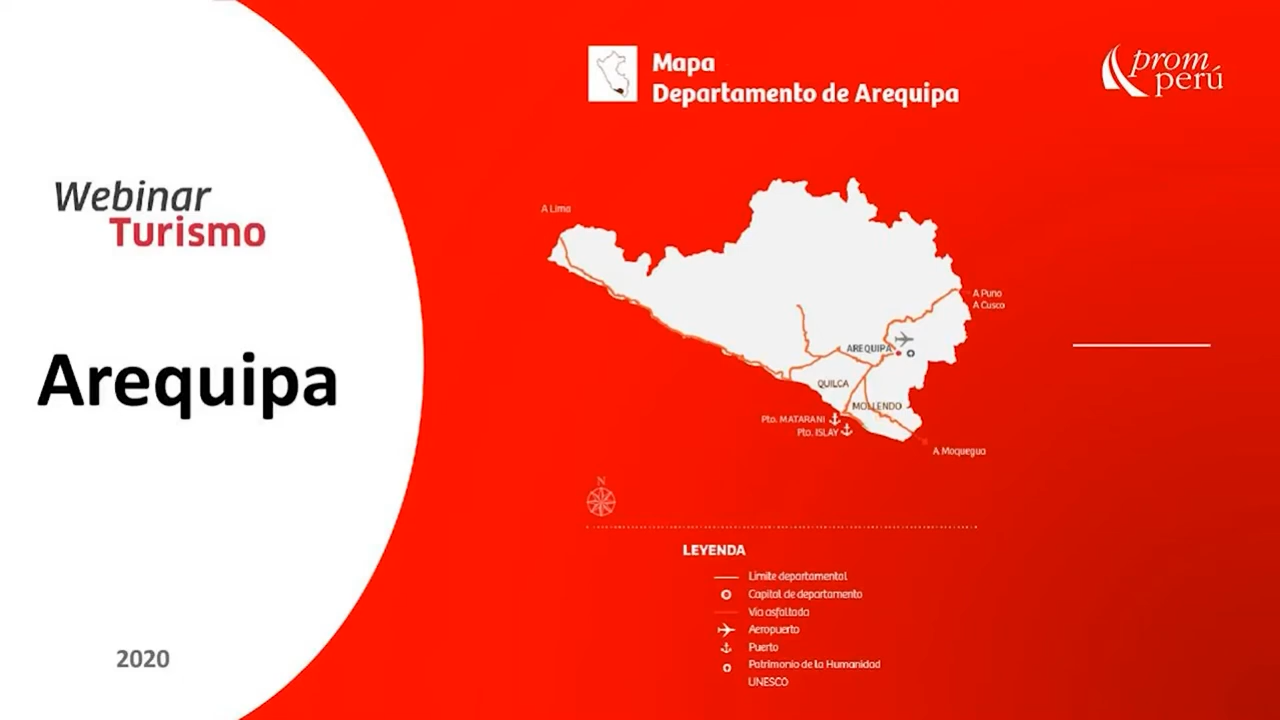 Webinar
Turismo
Arequipa
2020
Mapa
Departamento de Arequipa
prom
perú
A Lima
A Puno
A Cusco
AREQUIPA
QUILCA
MOLLENDO
Pto. MATARANI
Pto. ISLAY
A Moquegua
N
LEYENDA
Límite departamental
Capital de departamento
Vía asfaltada
Aeropuerto
Puerto
Patrimonio de la Humanidad
UNESCO